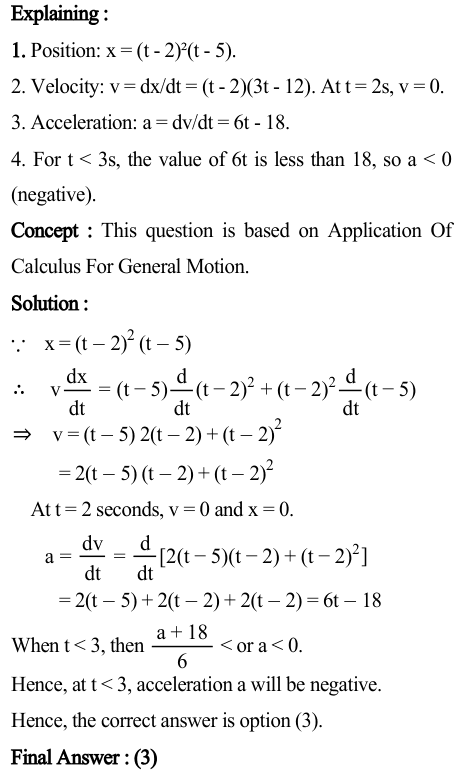 Explaining :
1. Position: x = (t - 2)²(t - 5).
2. Velocity: v = dx/dt = (t - 2)(3t - 12). At t = 2s, v = 0.
3. Acceleration: a = dv/dt = 6t - 18.
4. For t < 3s, the value of 6t is less than 18, so a < 0
(negative).
Concept : This question is based on Application Of
Calculus For General Motion.
Solution :
∵ x = (t – 2)² (t – 5)
∴ v dx/dt = (t – 5) d/dt (t – 2)² + (t – 2)² d/dt (t – 5)
⇒ v = (t – 5) 2(t – 2) + (t – 2)²
= 2(t – 5) (t – 2) + (t – 2)²
At t = 2 seconds, v = 0 and x = 0.
a = dv/dt = d/dt [2(t – 5)(t – 2) + (t – 2)²]
= 2(t – 5) + 2(t – 2) + 2(t – 2) = 6t – 18
When t < 3, then (a + 18)/6 < or a < 0.
Hence, at t < 3, acceleration a will be negative.
Hence, the correct answer is option (3).
Final Answer : (3)